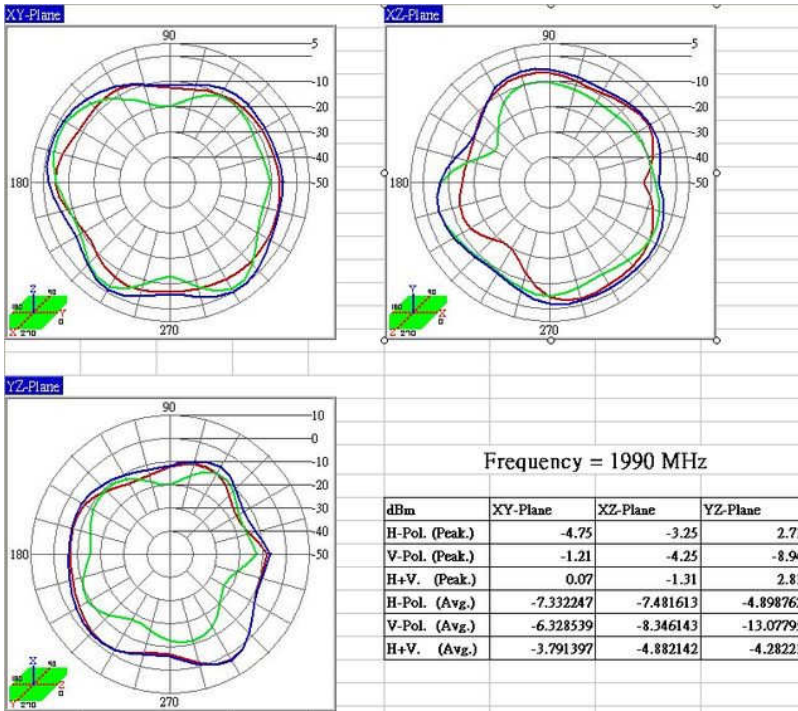 XY-Plane
90
5
-10
-20
-30
-40
-50
180
270
XZ-Plane
90
5
-10
-20
-30
-40
-50
180
270
YZ-Plane
90
10
0
-10
-20
30
40
-50
180
270
Frequency = 1990 MHz
dBm XY-Plane XZ-Plane YZ-Plane
H-Pol. (Peak.) -4.75 -3.25
V-Pol. (Peak.) -1.21 -4.25
H+V. (Peak.) 0.07 -1.31
H-Pol. (Avg.) -7.332247 -7.481613 -4.898762
V-Pol. (Avg.) -6.328539 -8.346143
H+V. (Avg.) -3.791397 -4.882142